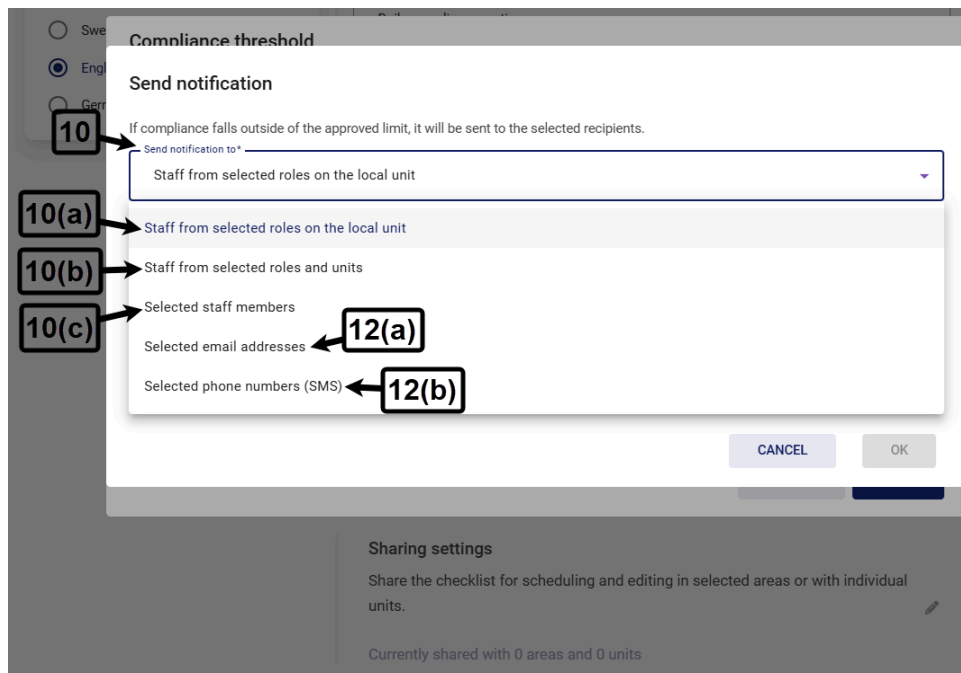 Swe
Compliance threshold
Engl
Send notification
Gerr
10
If compliance falls outside of the approved limit, it will be sent to the selected recipients.
Send notification to*
Staff from selected roles on the local unit
10(a)
Staff from selected roles on the local unit
10(b)
Staff from selected roles and units
10(c)
Selected staff members
12(a)
Selected email addresses
Selected phone numbers (SMS)
12(b)
CANCEL
OK
Sharing settings
Share the checklist for scheduling and editing in selected areas or with individual
units.
Currently shared with 0 areas and 0 units